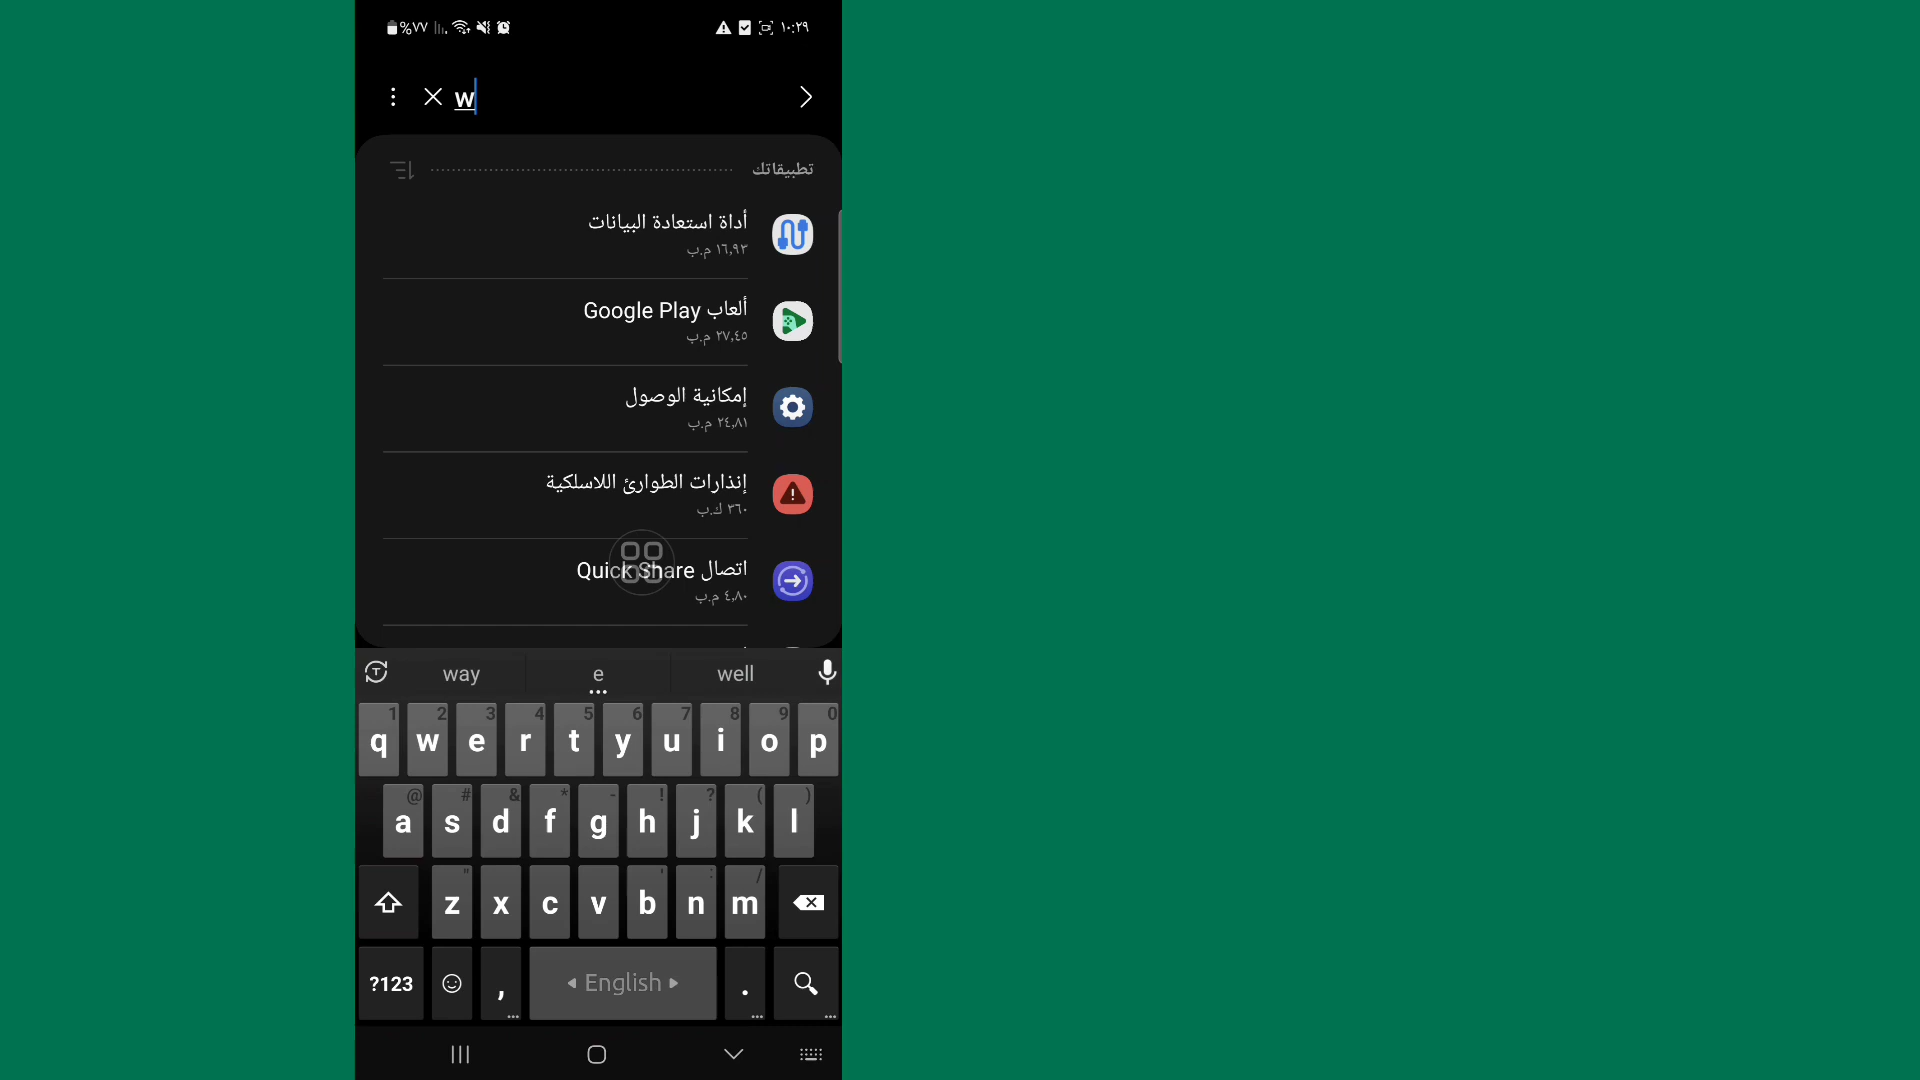 %٧٧ ١٠:٢٩
w
تطبيقاتك
أداة استعادة البيانات
١٦,٩٣ م.ب
ألعاب Google Play
٢٧,٤٥ م.ب
إمكانية الوصول
٢٤,٨١ م.ب
إنذارات الطوارئ اللاسلكية
٣٦٠ ك.ب
اتصال Quick Share
٤,٨٠ م.ب
way e well
1 2 3 4 5 6 7 8 9 0
q w e r t y u i o p
@ # & * - ! ? ( )
a s d f g h j k l
" ' : /
z x c v b n m
?123 , English .